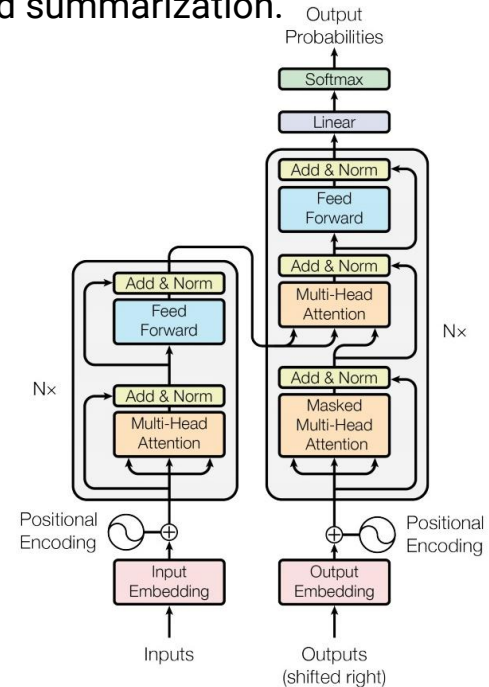 d summarization.
Output
Probabilities
Softmax
Linear
Add & Norm
Feed
Forward
Add & Norm
Multi-Head
Attention
Nx
Add & Norm
Masked
Multi-Head
Attention
Add & Norm
Feed
Forward
N×
Add & Norm
Multi-Head
Attention
Positional
Encoding
Positional
Encoding
Input
Embedding
Output
Embedding
Inputs
Outputs
(shifted right)